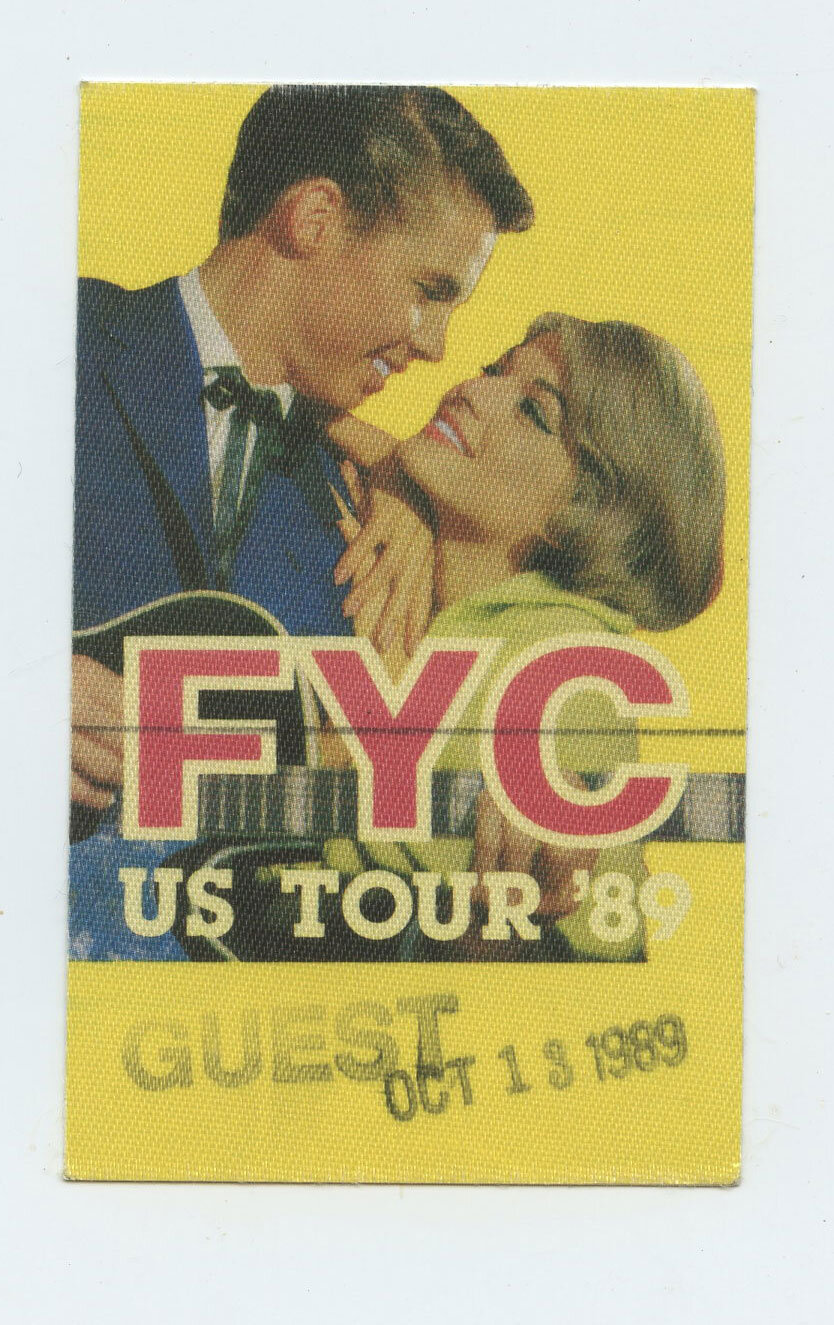 FYC
US TOUR '89
GUEST
OCT 13 1989